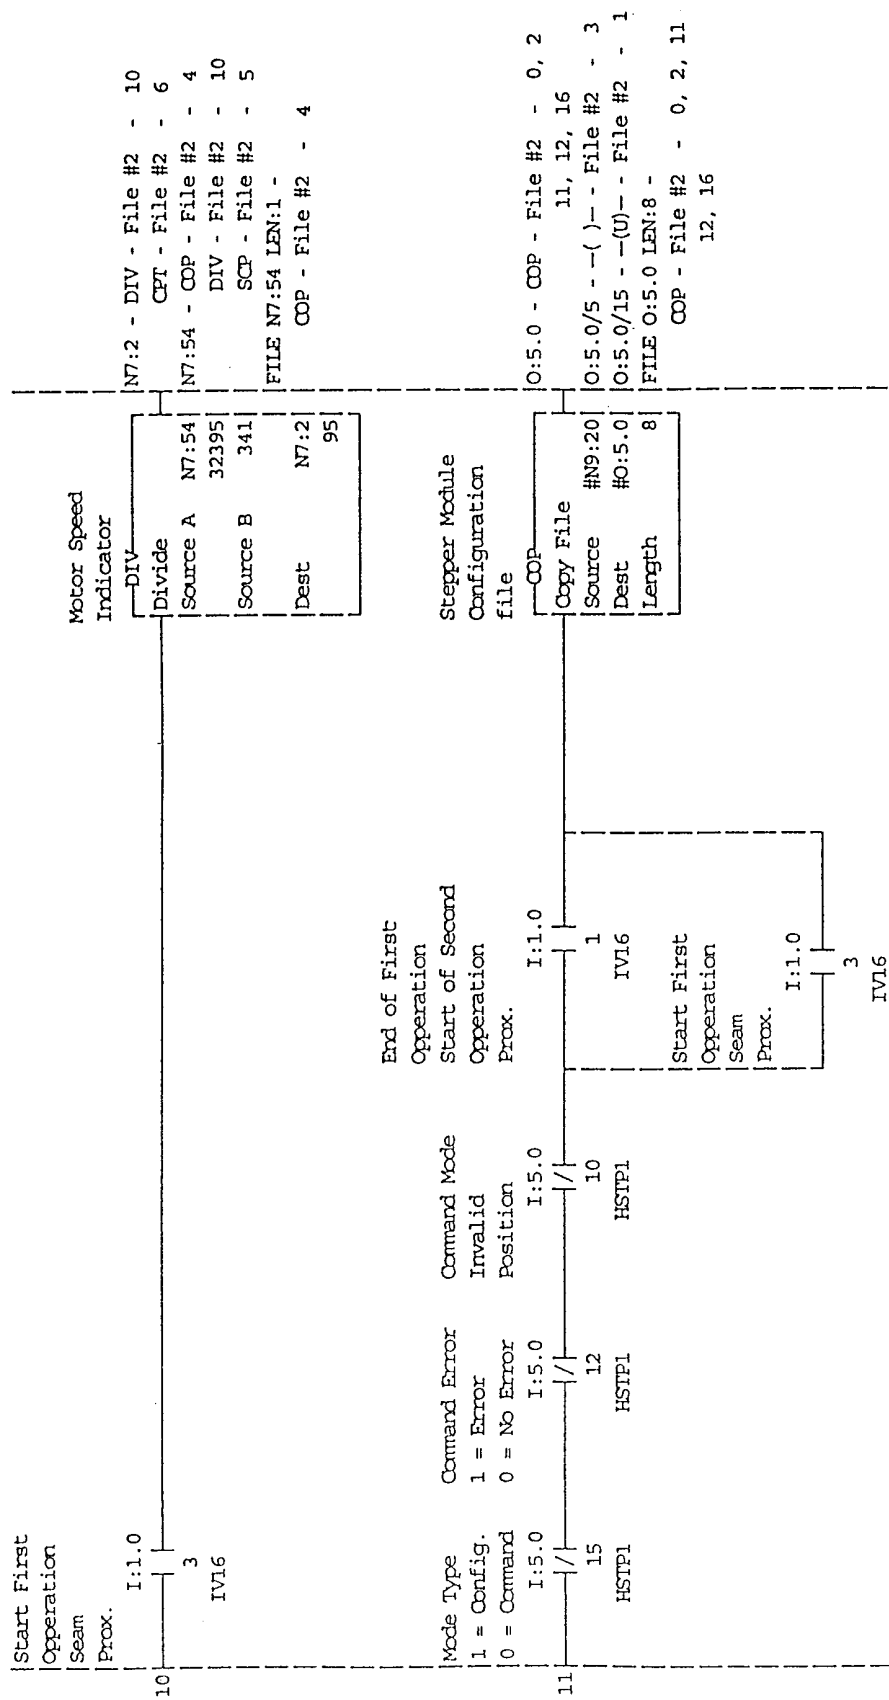 Start First
Opperation
Seam
Prox.
I:1.0
3
IV16
10
Motor Speed
Indicator
DIV
Divide
Source A N7:54
32395
Source B 341
Dest N7:2
95
N7:2 - DIV - File #2 - 10
CPT - File #2 - 6
N7:54 - COP - File #2 - 4
DIV - File #2 - 10
SCP - File #2 - 5
FILE N7:54 LEN:1 -
COP - File #2 - 4
11
Mode Type
1 = Config.
0 = Command
I:5.0
15
HSTP1
Command Error
1 = Error
0 = No Error
I:5.0
12
HSTP1
Command Mode
Invalid
Position
I:5.0
10
HSTP1
End of First
Opperation
Start of Second
Opperation
Prox.
I:1.0
1
IV16
Start First
Opperation
Seam
Prox.
I:1.0
3
IV16
Stepper Module
Configuration
file
COP
Copy File
Source #N9:20
Dest #O:5.0
Length 8
O:5.0 - COP - File #2 - 0, 2
11, 12, 16
O:5.0/5 - —( )— - File #2 - 3
O:5.0/15 - —(U)— - File #2 - 1
FILE O:5.0 LEN:8 -
COP - File #2 - 0, 2, 11
12, 16